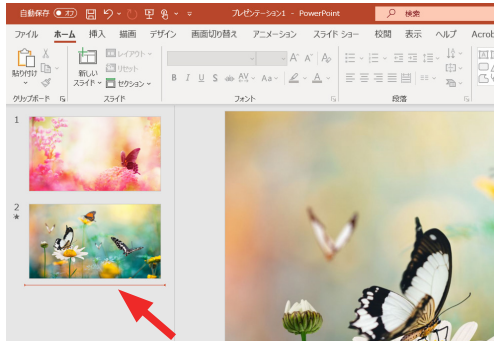 自動保存 オフ プレゼンテーション1 - PowerPoint 検索
ファイル ホーム 挿入 描画 デザイン 画面切り替え アニメーション スライド ショー 校閲 表示 ヘルプ Acrob
貼り付け 新しい スライド レイアウト リセット セクション
B I U S ab AV Aa A A A Ap
クリップボード スライド フォント 段落
1
2